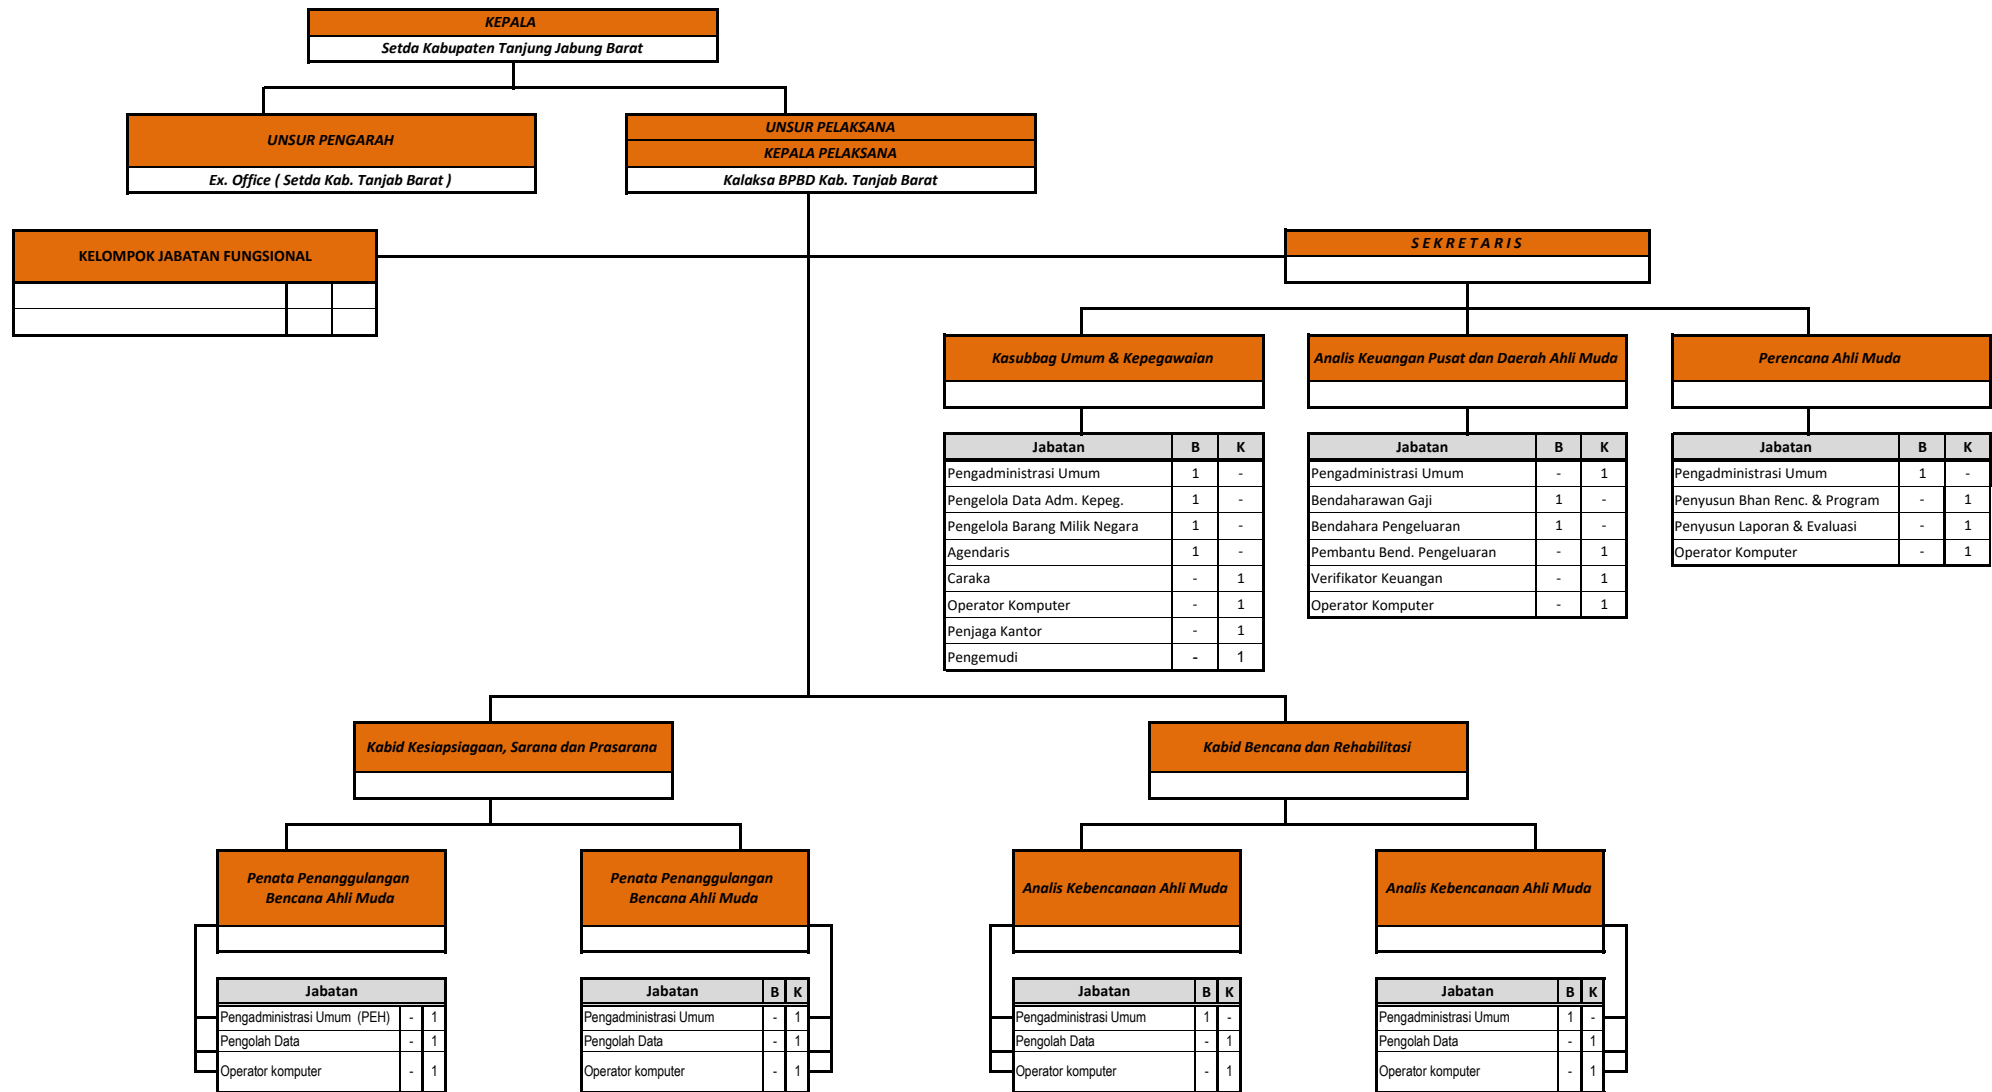 KEPALA
Setda Kabupaten Tanjung Jabung Barat
UNSUR PENGARAH
Ex. Office ( Setda Kab. Tanjab Barat )
UNSUR PELAKSANA
KEPALA PELAKSANA
Kalaksa BPBD Kab. Tanjab Barat
KELOMPOK JABATAN FUNGSIONAL
S E K R E T A R I S
Kasubbag Umum & Kepegawaian
Jabatan B K
Pengadministrasi Umum 1 -
Pengelola Data Adm. Kepeg. 1 -
Pengelola Barang Milik Negara 1 -
Agendaris 1 -
Caraka - 1
Operator Komputer - 1
Penjaga Kantor - 1
Pengemudi - 1
Analis Keuangan Pusat dan Daerah Ahli Muda
Jabatan B K
Pengadministrasi Umum - 1
Bendaharawan Gaji 1 -
Bendahara Pengeluaran 1 -
Pembantu Bend. Pengeluaran - 1
Verifikator Keuangan - 1
Operator Komputer - 1
Perencana Ahli Muda
Jabatan B K
Pengadministrasi Umum 1 -
Penyusun Bhan Renc. & Program - 1
Penyusun Laporan & Evaluasi - 1
Operator Komputer - 1
Kabid Kesiapsiagaan, Sarana dan Prasarana
Penata Penanggulangan
Bencana Ahli Muda
Jabatan
Pengadministrasi Umum (PEH) - 1
Pengolah Data - 1
Operator komputer - 1
Penata Penanggulangan
Bencana Ahli Muda
Jabatan B K
Pengadministrasi Umum - 1
Pengolah Data - 1
Operator komputer - 1
Kabid Bencana dan Rehabilitasi
Analis Kebencanaan Ahli Muda
Jabatan B K
Pengadministrasi Umum 1 -
Pengolah Data - 1
Operator komputer - 1
Analis Kebencanaan Ahli Muda
Jabatan B K
Pengadministrasi Umum 1 -
Pengolah Data - 1
Operator komputer - 1